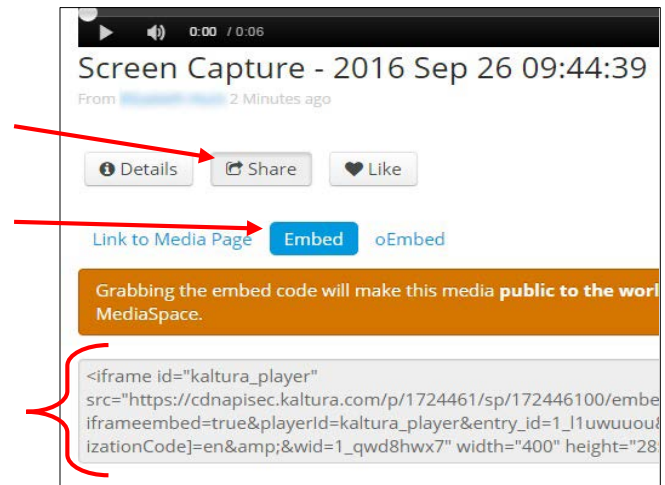 0:00 / 0:06
Screen Capture - 2016 Sep 26 09:44:39
From 2 Minutes ago
Details Share Like
Link to Media Page Embed oEmbed
Grabbing the embed code will make this media public to the worl
MediaSpace.
<iframe id="kaltura_player"
src="https://cdnapisec.kaltura.com/p/1724461/sp/172446100/embe
iframeembed=true&playerId=kaltura_player&entry_id=1_l1uwuuou&
izationCode]=en&amp;&wid=1_qwd8hwx7" width="400" height="28